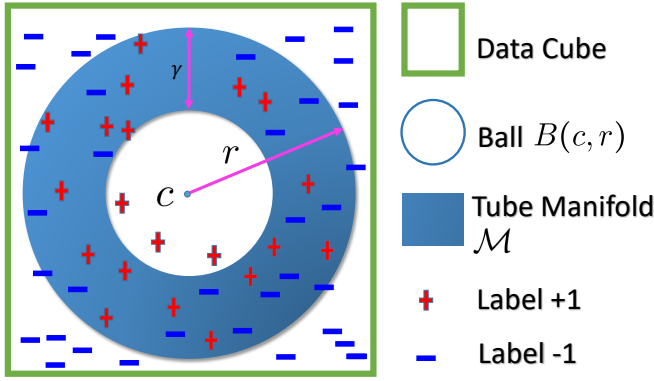 γ
r
c
Data Cube
Ball B(c, r)
Tube Manifold
M
Label +1
Label -1